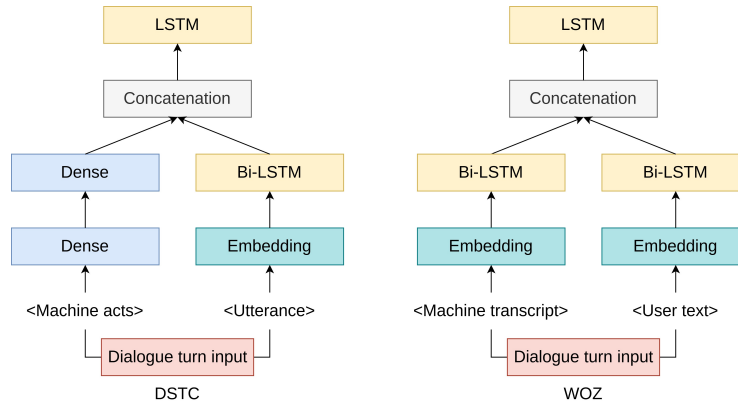 LSTM
Concatenation
Dense
Bi-LSTM
Dense
Embedding
<Machine acts>
<Utterance>
Dialogue turn input
DSTC
LSTM
Concatenation
Bi-LSTM
Bi-LSTM
Embedding
Embedding
<Machine transcript>
<User text>
Dialogue turn input
WOZ